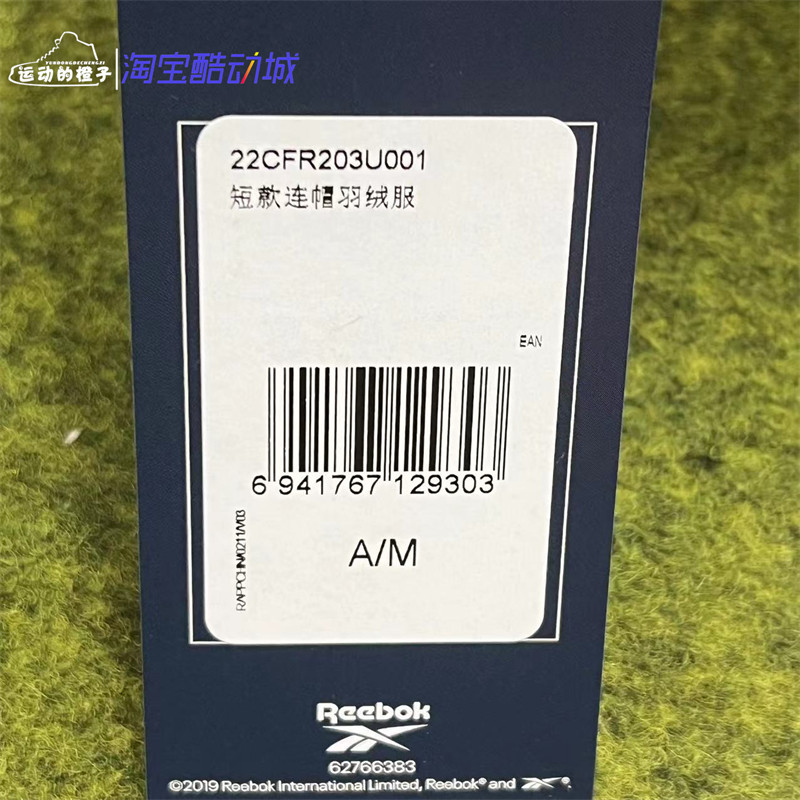 YUNDONGDECHENGZI
运动的橙子
淘宝酷动城
22CFR203U001
短款连帽羽绒服
EAN
6 941767 129303
A/M
Reebok
62766383
©2019 Reebok International Limited, Reebok® and